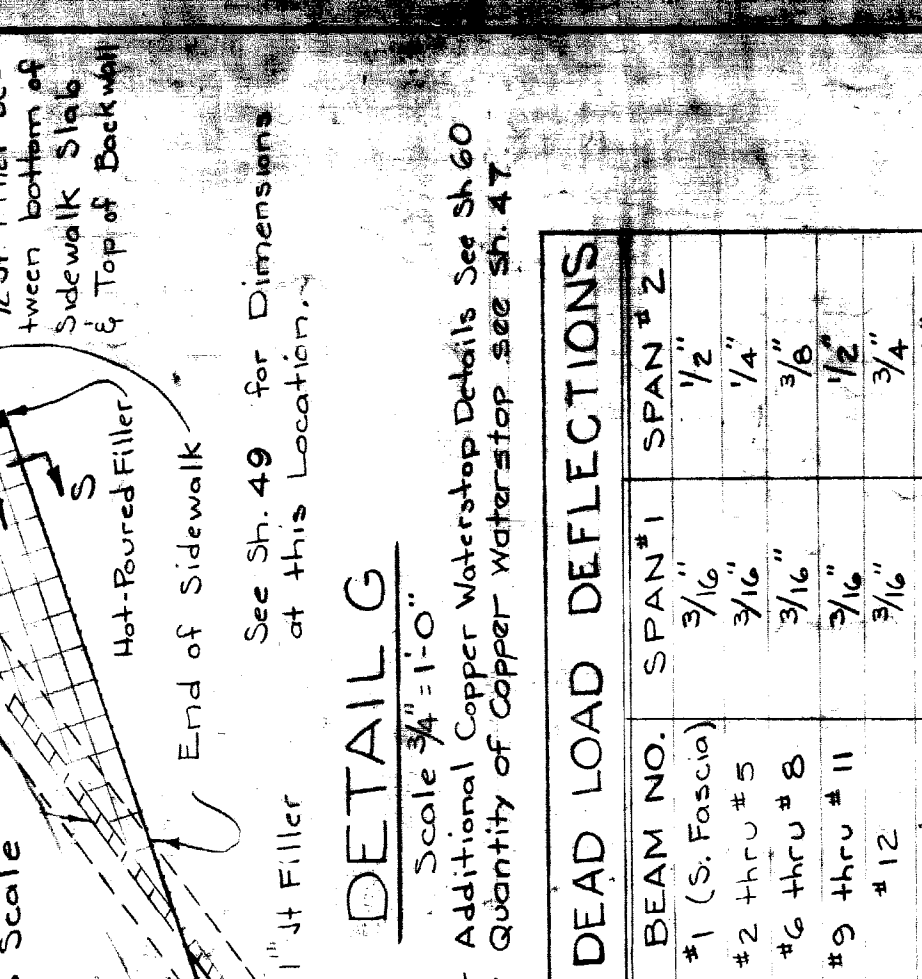 tween bottom of
Sidewalk Slab
& Top of Backwall
Hot-Poured Filler
S
End of Sidewalk
See Sh. 49 for Dimensions
at this Location.
Scale
1" Jt Filler
DETAIL G
Scale 3/4" = 1'-0"
Additional Copper Waterstop Details See Sh. 60
Quantity of Copper Waterstop see sh. 47
DEAD LOAD DEFLECTIONS
BEAM NO. SPAN #1 SPAN #2
#1 (S. Fascia) 3/16" 1/2"
#2 thru #5 3/16" 1/4"
#6 thru #8 3/16" 3/8"
#9 thru #11 3/16" 1/2"
#12 3/16" 3/4"